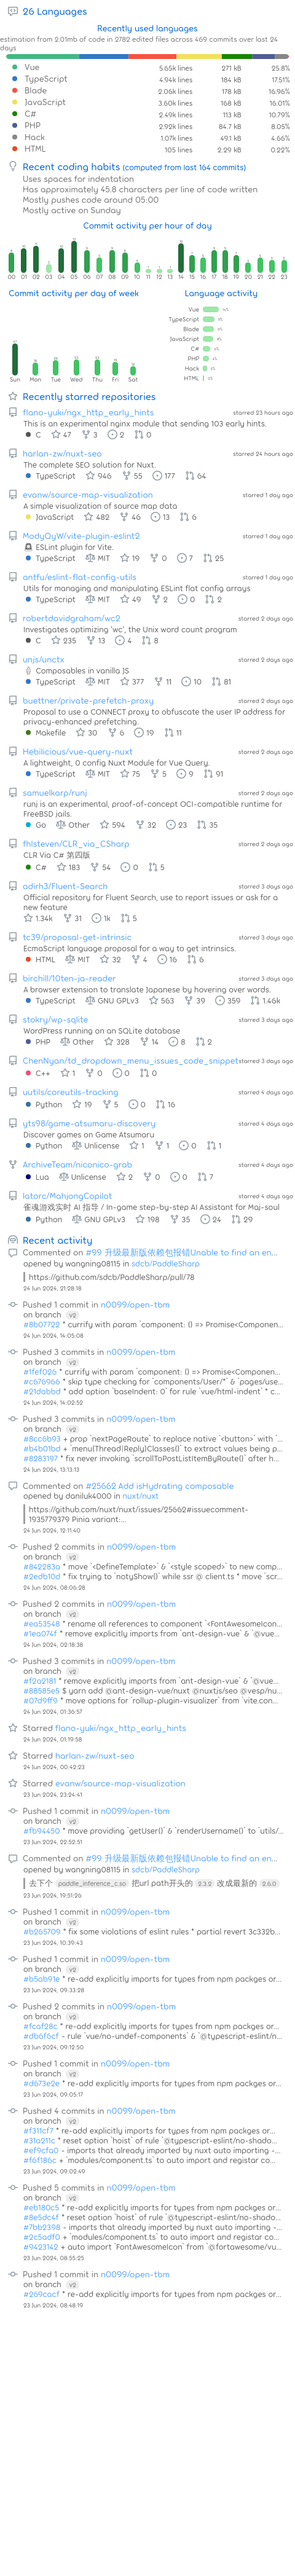 26 Languages
Recently used languages
estimation from 2.01mb of code in 2782 edited files across 469 commits over last 24 days
Vue 5.65k lines 271 kB 25.8%
TypeScript 4.94k lines 184 kB 17.51%
Blade 2.06k lines 178 kB 16.96%
JavaScript 3.60k lines 168 kB 16.01%
C# 2.49k lines 113 kB 10.79%
PHP 2.92k lines 84.7 kB 8.05%
Hack 1.07k lines 49.1 kB 4.66%
HTML 105 lines 2.29 kB 0.22%
Recent coding habits (computed from last 164 commits)
Uses spaces for indentation
Has approximately 45.8 characters per line of code written
Mostly pushes code around 05:00
Mostly active on Sunday
Commit activity per hour of day
00 01 02 03 04 05 06 07 08 09 10 11 12 13 14 15 16 17 18 19 20 21 22 23
Commit activity per day of week
Sun Mon Tue Wed Thu Fri Sat
Language activity
Vue
TypeScript
Blade
JavaScript
C#
PHP
Hack
HTML
Recently starred repositories
flano-yuki/ngx_http_early_hints starred 23 hours ago
This is an experimental nginx module that sending 103 early hints.
C 47 3 2 0
harlan-zw/nuxt-seo starred 24 hours ago
The complete SEO solution for Nuxt.
TypeScript 946 55 177 64
evanw/source-map-visualization starred 1 day ago
A simple visualization of source map data
JavaScript 482 46 13 6
ModyQyW/vite-plugin-eslint2 starred 1 day ago
ESLint plugin for Vite.
TypeScript MIT 19 0 7 25
antfu/eslint-flat-config-utils starred 1 day ago
Utils for managing and manipulating ESLint flat config arrays
TypeScript MIT 49 2 0 2
robertdavidgraham/wc2 starred 2 days ago
Investigates optimizing 'wc', the Unix word count program
C 235 13 4 8
unjs/unctx starred 2 days ago
Composables in vanilla JS
TypeScript MIT 377 11 10 81
buettner/private-prefetch-proxy starred 2 days ago
Proposal to use a CONNECT proxy to obfuscate the user IP address for
privacy-enhanced prefetching.
Makefile 30 6 19 11
Hebilicious/vue-query-nuxt starred 2 days ago
A lightweight, 0 config Nuxt Module for Vue Query.
TypeScript MIT 75 5 9 91
samuelkarp/runj starred 2 days ago
runj is an experimental, proof-of-concept OCI-compatible runtime for
FreeBSD jails.
Go Other 594 32 23 35
fhlsteven/CLR_via_CSharp starred 2 days ago
CLR Via C# 第四版
C# 183 54 0 5
adirh3/Fluent-Search starred 3 days ago
Official repository for Fluent Search, use to report issues or ask for a
new feature
1.34k 31 1k 5
tc39/proposal-get-intrinsic starred 3 days ago
EcmaScript language proposal for a way to get intrinsics.
HTML MIT 32 4 16 6
birchill/10ten-ja-reader starred 3 days ago
A browser extension to translate Japanese by hovering over words.
TypeScript GNU GPLv3 563 39 359 1.46k
stokry/wp-sqlite starred 3 days ago
WordPress running on an SQLite database
PHP Other 328 14 8 2
ChenNyan/td_dropdown_menu_issues_code_snippet starred 3 days ago
C++ 1 0 0 0
uutils/coreutils-tracking starred 4 days ago
Python 19 5 0 16
yts98/game-atsumaru-discovery starred 4 days ago
Discover games on Game Atsumaru
Python Unlicense 1 1 0 1
ArchiveTeam/niconico-grab starred 4 days ago
Lua Unlicense 2 0 0 7
latorc/MahjongCopilot starred 4 days ago
雀魂游戏实时 AI 指导 / In-game step-by-step AI Assistant for Maj-soul
Python GNU GPLv3 198 35 24 29
Recent activity
Commented on #99 升级最新版依赖包报错Unable to find an en...
opened by wangning08115 in sdcb/PaddleSharp
https://github.com/sdcb/PaddleSharp/pull/78
24 Jun 2024, 21:28:18
Pushed 1 commit in n0099/open-tbm
on branch v2
#8b07722 * curlify with param `component: () => Promise<Componen...
24 Jun 2024, 14:05:08
Pushed 3 commits in n0099/open-tbm
on branch v2
#1fef026 * curlify with param `component: () => Promise<Componen...
#c676966 * skip type checking for `components/User/*` & `pages/use...
#21dabbd * add option `baseIndent: 0` for rule `vue/html-indent` * c...
24 Jun 2024, 14:02:52
Pushed 3 commits in n0099/open-tbm
on branch v2
#8cc6b93 + prop `nextPageRoute` to replace native `<button>` with `...
#b4b01bd + `menu(Thread|Reply)Classes()` to extract values being p...
#8283197 * fix never invoking `scrollToPostListItemByRoute()` after h...
24 Jun 2024, 13:13:13
Commented on #25662 Add isHydrating composable
opened by daniluk4000 in nuxt/nuxt
https://github.com/nuxt/nuxt/issues/25662#issuecomment-
1935779379 Pinia variant:...
24 Jun 2024, 12:11:40
Pushed 2 commits in n0099/open-tbm
on branch v2
#842283a * move `<DefineTemplate>` & `<style scoped>` to new comp...
#2edb10d * fix trying to `notyShow()` while ssr @ client.ts * move `scr...
24 Jun 2024, 08:06:28
Pushed 2 commits in n0099/open-tbm
on branch v2
#ea53548 * rename all references to component `<FontAwesomeIcon...
#1ea074f * remove explicitly imports from `ant-design-vue` & `@vue...
24 Jun 2024, 02:18:38
Pushed 3 commits in n0099/open-tbm
on branch v2
#f2a2181 * remove explicitly imports from `ant-design-vue` & `@vue...
#88585e5 $ yarn add @ant-design-vue/nuxt @nuxtjs/seo @vesp/nu...
#07d9ff9 * move options for `rollup-plugin-visualizer` from `vite.con...
24 Jun 2024, 01:36:57
Starred flano-yuki/ngx_http_early_hints
24 Jun 2024, 01:19:58
Starred harlan-zw/nuxt-seo
24 Jun 2024, 00:42:23
Starred evanw/source-map-visualization
23 Jun 2024, 23:24:41
Pushed 1 commit in n0099/open-tbm
on branch v2
#fb94450 * move providing `getUser()` & `renderUsername()` to `utils/...
23 Jun 2024, 22:52:51
Commented on #99 升级最新版依赖包报错Unable to find an en...
opened by wangning08115 in sdcb/PaddleSharp
去下个 paddle_inference_c.so 把url path开头的 2.3.2 改成最新的 2.6.0
23 Jun 2024, 19:51:26
Pushed 1 commit in n0099/open-tbm
on branch v2
#b265709 * fix some violations of eslint rules * partial revert 3c332b...
23 Jun 2024, 10:39:43
Pushed 1 commit in n0099/open-tbm
on branch v2
#b5ab91e * re-add explicitly imports for types from npm packges or...
23 Jun 2024, 09:33:28
Pushed 2 commits in n0099/open-tbm
on branch v2
#fcaf28c * re-add explicitly imports for types from npm packges or...
#db6f6cf - rule `vue/no-undef-components` & `@typescript-eslint/n...
23 Jun 2024, 09:12:50
Pushed 1 commit in n0099/open-tbm
on branch v2
#d673e2e * re-add explicitly imports for types from npm packges or...
23 Jun 2024, 09:05:17
Pushed 4 commits in n0099/open-tbm
on branch v2
#f311cf7 * re-add explicitly imports for types from npm packges or...
#31a211c * reset option `hoist` of rule `@typescript-eslint/no-shado...
#ef9cfa0 - imports that already imported by nuxt auto importing -...
#f6f186c + `modules/component.ts` to auto import and registar co...
23 Jun 2024, 09:02:49
Pushed 5 commits in n0099/open-tbm
on branch v2
#eb180c5 * re-add explicitly imports for types from npm packges or...
#8e5dc4f * reset option `hoist` of rule `@typescript-eslint/no-shado...
#7bb2398 - imports that already imported by nuxt auto importing -...
#2c5adf0 + `modules/component.ts` to auto import and registar co...
#9423142 + auto import `FontAwesomeIcon` from `@fortawesome/vu...
23 Jun 2024, 08:55:25
Pushed 1 commit in n0099/open-tbm
on branch v2
#269cacf * re-add explicitly imports for types from npm packges or...
23 Jun 2024, 08:48:19